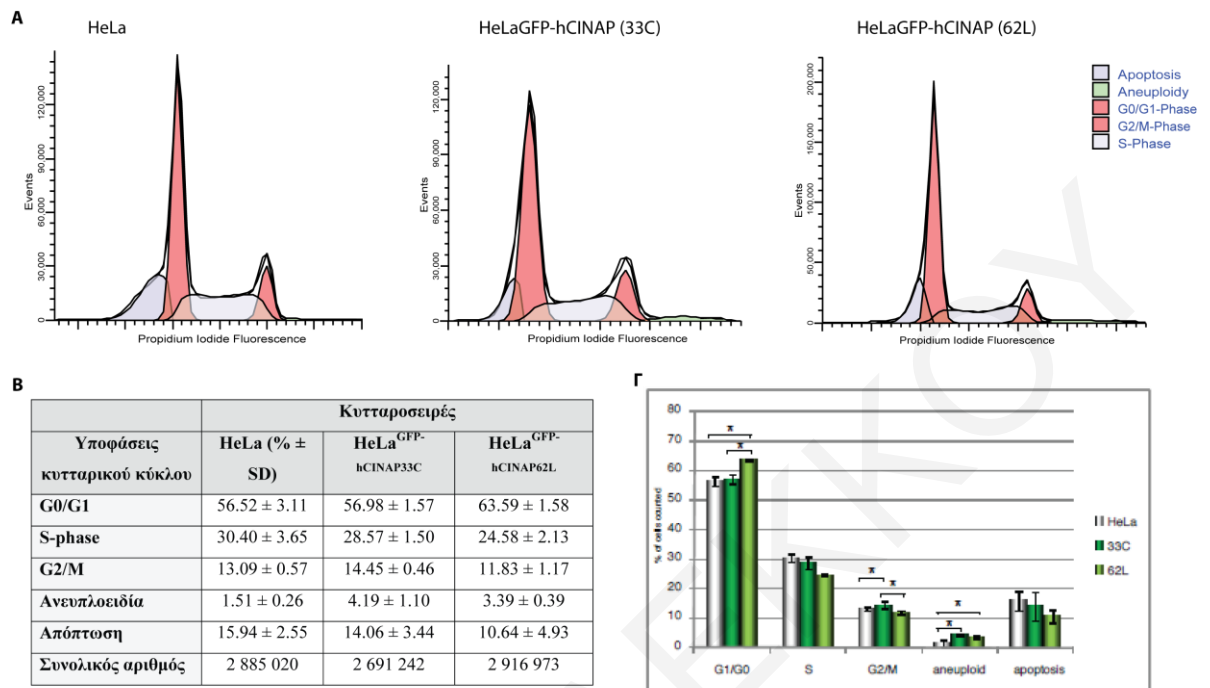 A
HeLa
HeLaGFP-hCINAP (33C)
HeLaGFP-hCINAP (62L)
Events
0 30,000 60,000 90,000 120,000
Propidium Iodide Fluorescence
Events
0 30,000 60,000 90,000 120,000
Propidium Iodide Fluorescence
Events
0 50,000 100,000 150,000 200,000
Propidium Iodide Fluorescence
Apoptosis
Aneuploidy
G0/G1-Phase
G2/M-Phase
S-Phase
B
Κυτταροσειρές
Υποφάσεις κυτταρικού κύκλου
HeLa (% ± SD)
HeLa^GFP-hCINAP33C
HeLa^GFP-hCINAP62L
G0/G1 56.52 ± 3.11 56.98 ± 1.57 63.59 ± 1.58
S-phase 30.40 ± 3.65 28.57 ± 1.50 24.58 ± 2.13
G2/M 13.09 ± 0.57 14.45 ± 0.46 11.83 ± 1.17
Ανευπλοειδία 1.51 ± 0.26 4.19 ± 1.10 3.39 ± 0.39
Απόπτωση 15.94 ± 2.55 14.06 ± 3.44 10.64 ± 4.93
Συνολικός αριθμός 2 885 020 2 691 242 2 916 973
Γ
% of cells counted
80
70
60
50
40
30
20
10
0
G1/G0 S G2/M aneuploid apoptosis
HeLa
33C
62L